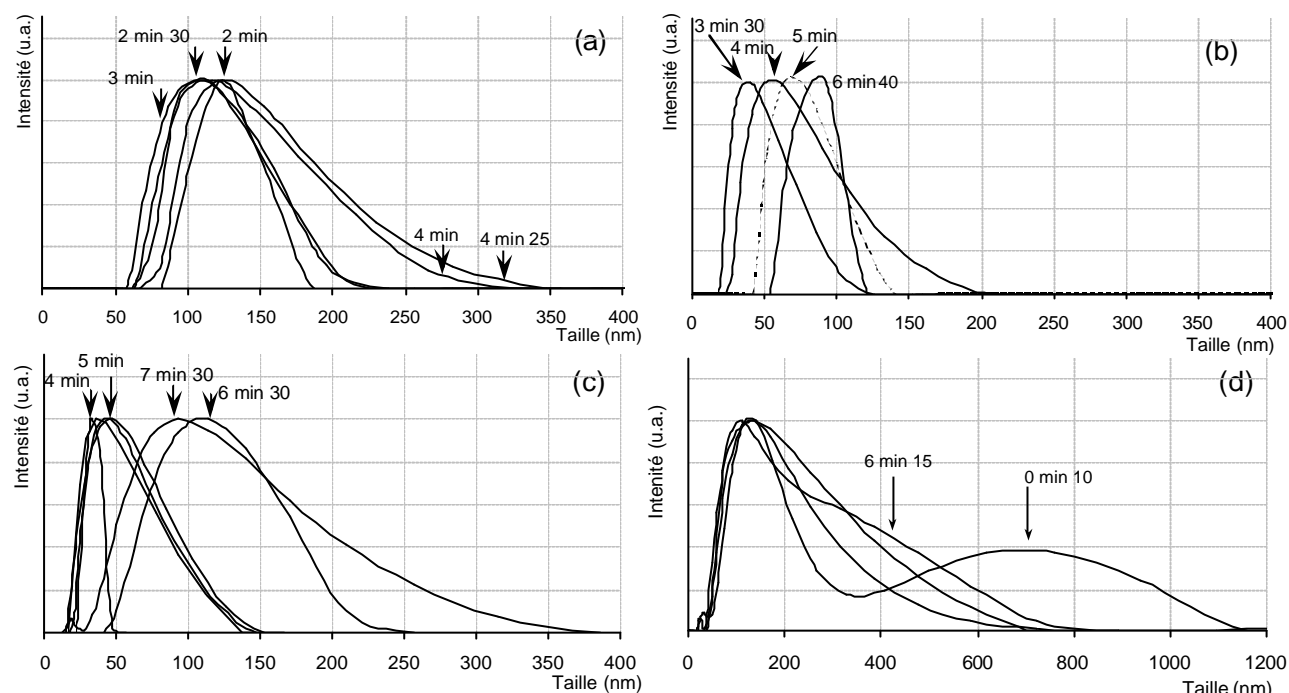 Intensité (u.a.)
(a)
2 min 30
2 min
3 min
4 min
4 min 25
0
50
100
150
200
250
300
350
400
Taille (nm)
Intensité (u.a.)
(b)
3 min 30
4 min
5 min
6 min 40
0
50
100
150
200
250
300
350
400
Taille (nm)
Intensité (u.a.)
(c)
5 min
4 min
7 min 30
6 min 30
0
50
100
150
200
250
300
350
400
Taille (nm)
Intenité (u.a.)
(d)
6 min 15
0 min 10
0
200
400
600
800
1000
1200
Taille (nm)